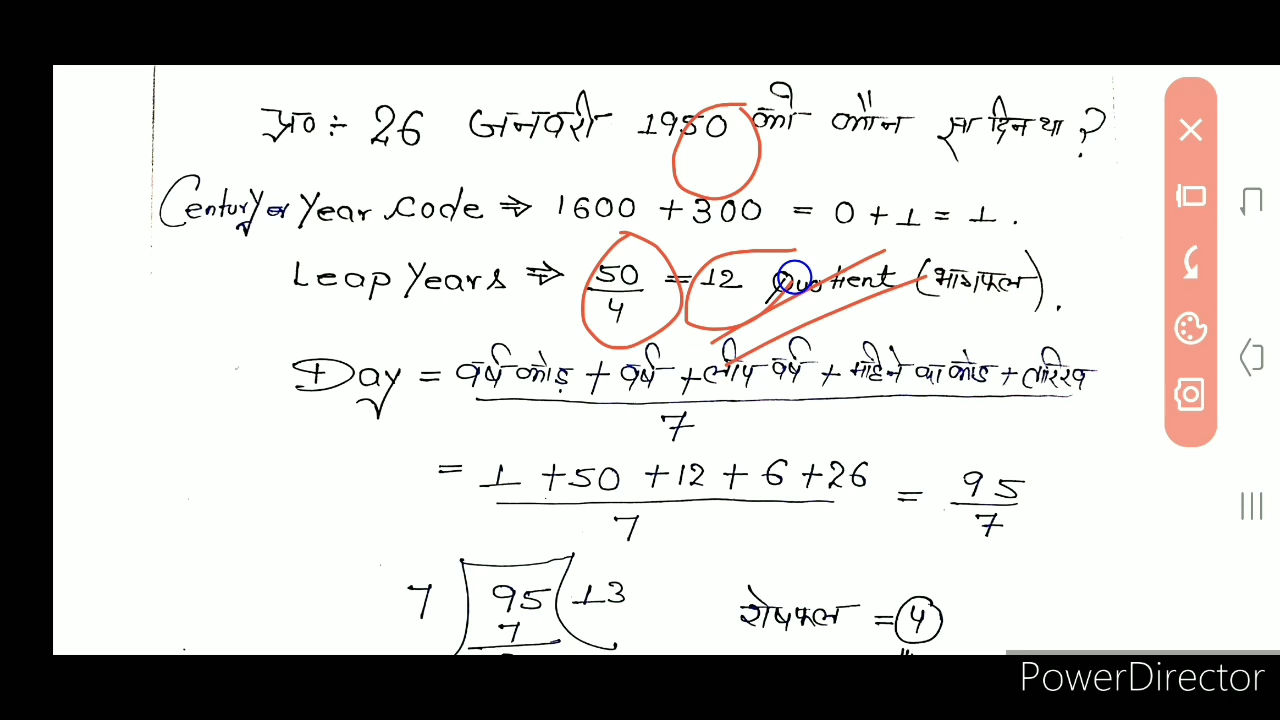 प्र० ÷ 26 जनवरी 1950 को कौन सा दिन था ?
Century or Year Code ⇒ 1600 + 300 = 0 + 1 = 1 .
Leap Years ⇒ 50/4 = 12 Quotient (भागफल) .
Day = वर्ष कोड़ + वर्ष + लीप वर्ष + महिने का कोड + तारिख
7
= 1 + 50 + 12 + 6 + 26 = 95
7 7
7 95 13
7
शेषफल = 4
PowerDirector